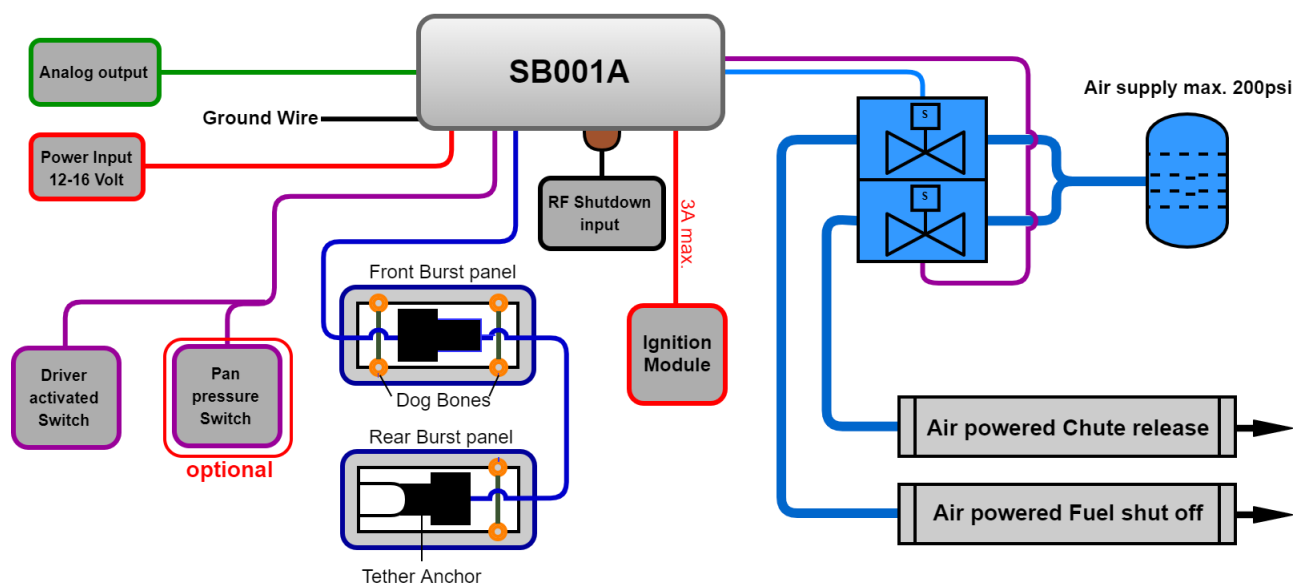 SB001A
Analog output
Ground Wire
Power Input
12-16 Volt
RF Shutdown
input
3A max.
S
S
Air supply max. 200psi
Front Burst panel
Dog Bones
Rear Burst panel
Tether Anchor
Ignition
Module
Driver
activated
Switch
Pan
pressure
Switch
optional
Air powered Chute release
Air powered Fuel shut off